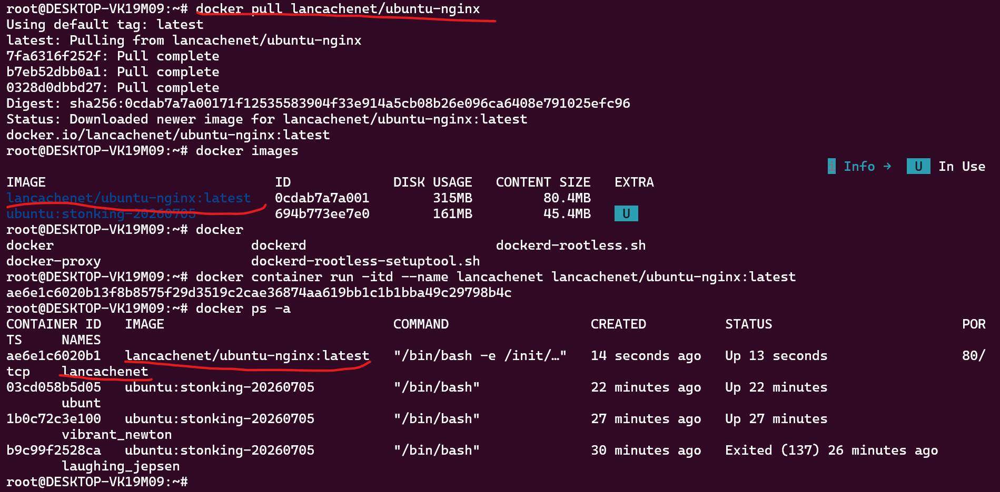 root@DESKTOP-VK19M09:~# docker pull lancachenet/ubuntu-nginx
Using default tag: latest
latest: Pulling from lancachenet/ubuntu-nginx
7fa6316f252f: Pull complete
b7eb52dbb0a1: Pull complete
0328d0dbbd27: Pull complete
Digest: sha256:0cdab7a7a00171f12535583904f33e914a5cb08b26e096ca6408e791025efc96
Status: Downloaded newer image for lancachenet/ubuntu-nginx:latest
docker.io/lancachenet/ubuntu-nginx:latest
root@DESKTOP-VK19M09:~# docker images
i Info → U In Use
IMAGE ID DISK USAGE CONTENT SIZE EXTRA
lancachenet/ubuntu-nginx:latest 0cdab7a7a001 315MB 80.4MB
ubuntu:stonking-20260705 694b773ee7e0 161MB 45.4MB U
root@DESKTOP-VK19M09:~# docker
docker dockerd dockerd-rootless.sh
docker-proxy dockerd-rootless-setuptool.sh
root@DESKTOP-VK19M09:~# docker container run -itd --name lancachenet lancachenet/ubuntu-nginx:latest
ae6e1c6020b13f8b8575f29d3519c2cae36874aa619bb1c1b1bba49c29798b4c
root@DESKTOP-VK19M09:~# docker ps -a
CONTAINER ID IMAGE COMMAND CREATED STATUS POR
TS NAMES
ae6e1c6020b1 lancachenet/ubuntu-nginx:latest "/bin/bash -e /init/…" 14 seconds ago Up 13 seconds 80/
tcp lancachenet
03cd058b5d05 ubuntu:stonking-20260705 "/bin/bash" 22 minutes ago Up 22 minutes
ubunt
1b0c72c3e100 ubuntu:stonking-20260705 "/bin/bash" 27 minutes ago Up 27 minutes
vibrant_newton
b9c99f2528ca ubuntu:stonking-20260705 "/bin/bash" 30 minutes ago Exited (137) 26 minutes ago
laughing_jepsen
root@DESKTOP-VK19M09:~#